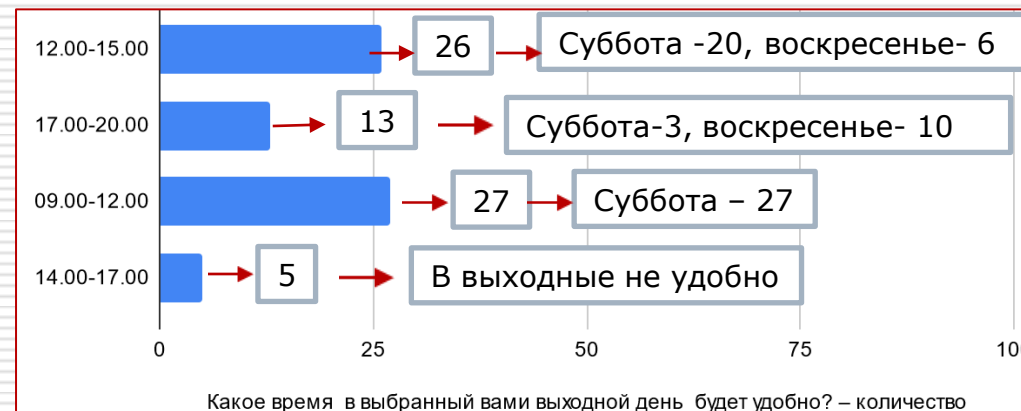 12.00-15.00 26 Суббота -20, воскресенье- 6
17.00-20.00 13 Суббота-3, воскресенье- 10
09.00-12.00 27 Суббота – 27
14.00-17.00 5 В выходные не удобно
0 25 50 75 10
Какое время в выбранный вами выходной день будет удобно? – количество